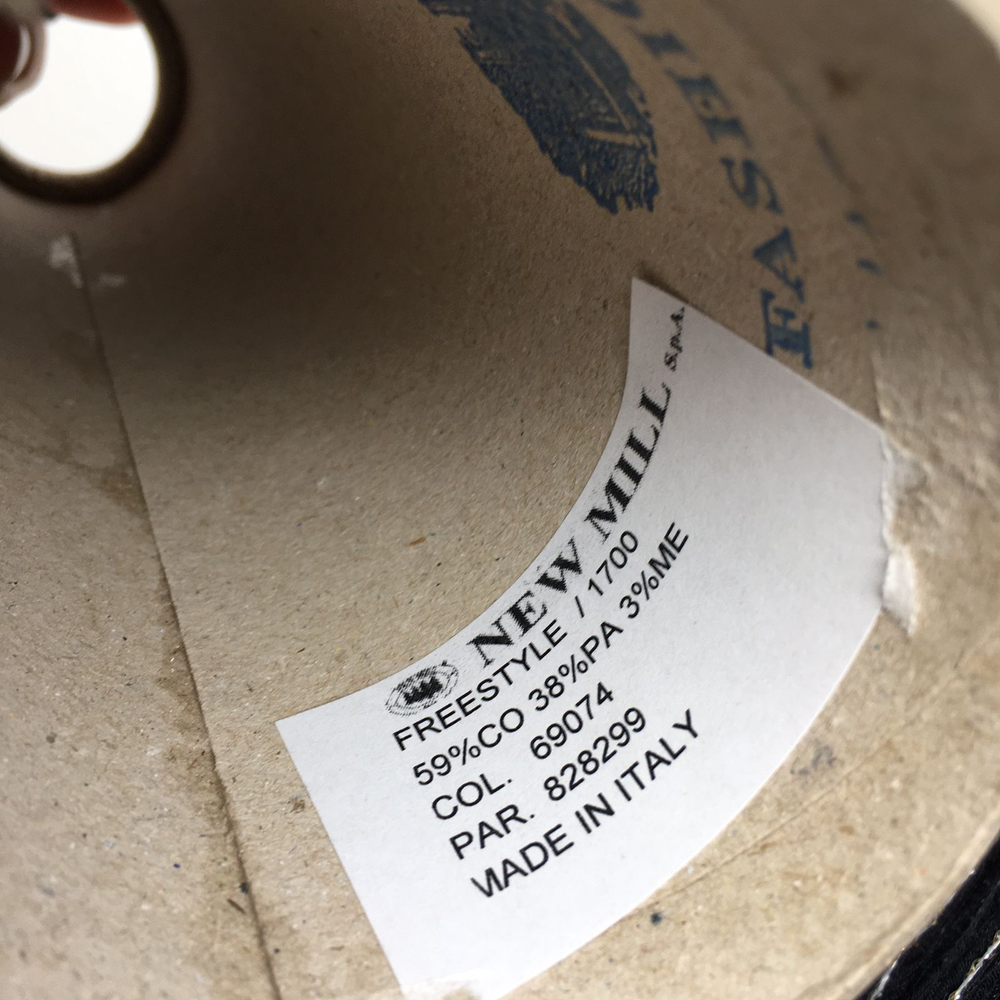 NEW MILL S.p.A.
FREESTYLE / 1700
59%CO 38%PA 3%ME
COL. 69074
PAR. 828299
MADE IN ITALY